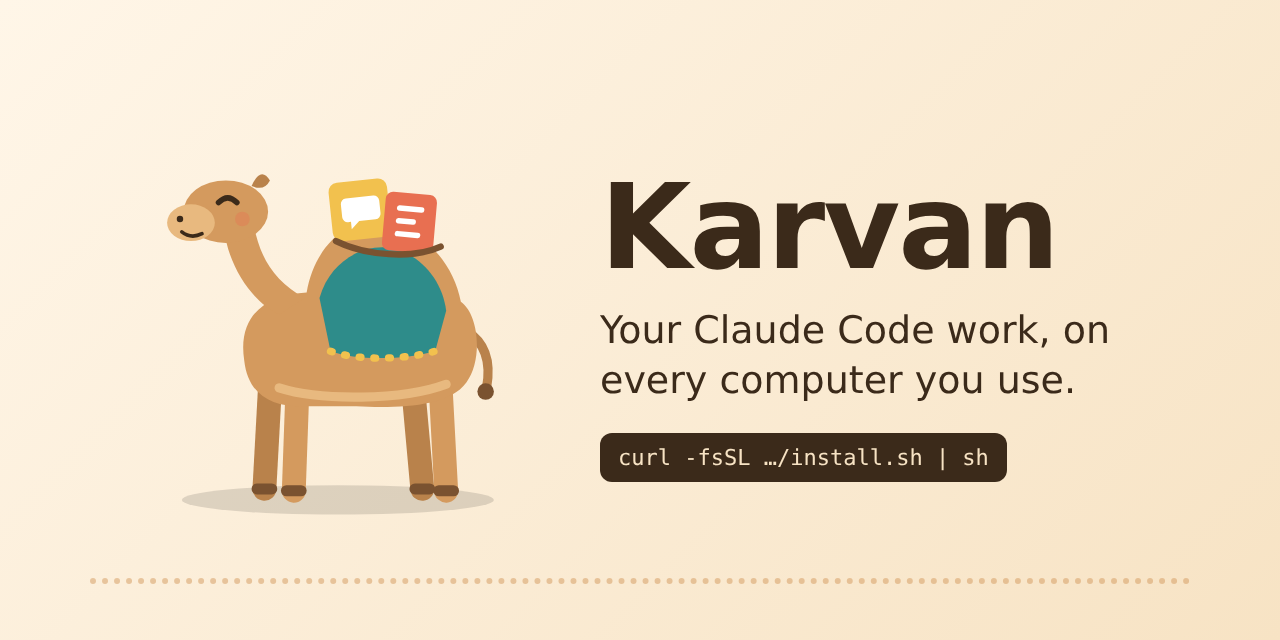 Karvan
Your Claude Code work, on
every computer you use.
curl -fsSL …/install.sh | sh